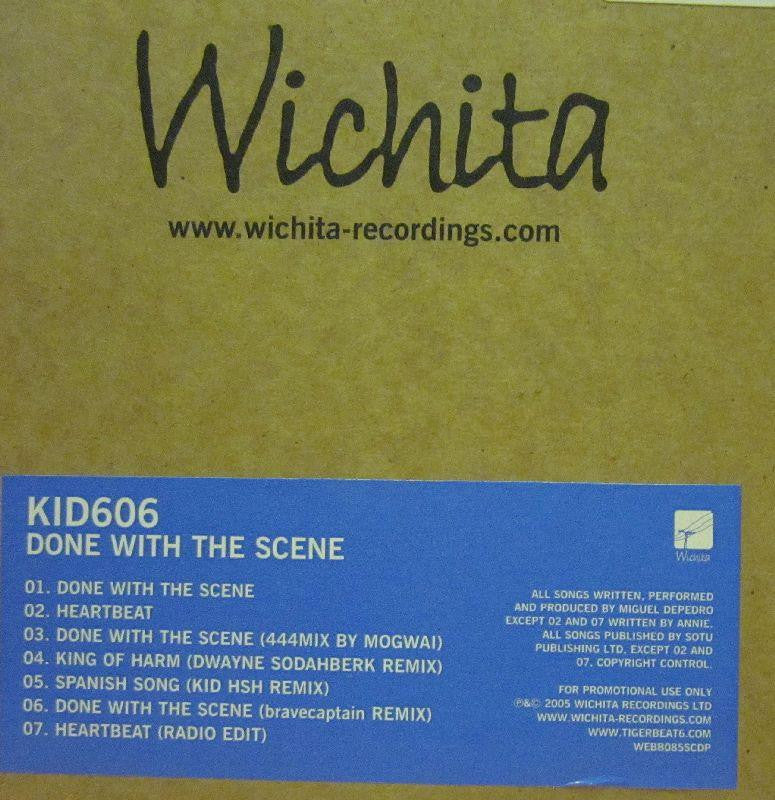 Wichita
www.wichita-recordings.com
KID606
DONE WITH THE SCENE
Wichita
01. DONE WITH THE SCENE
02. HEARTBEAT
03. DONE WITH THE SCENE (444MIX BY MOGWAI)
04. KING OF HARM (DWAYNE SODAHBERK REMIX)
05. SPANISH SONG (KID HSH REMIX)
06. DONE WITH THE SCENE (bravecaptain REMIX)
07. HEARTBEAT (RADIO EDIT)
ALL SONGS WRITTEN, PERFORMED
AND PRODUCED BY MIGUEL DEPEDRO
EXCEPT 02 AND 07 WRITTEN BY ANNIE.
ALL SONGS PUBLISHED BY SOTU
PUBLISHING LTD. EXCEPT 02 AND
07. COPYRIGHT CONTROL.
FOR PROMOTIONAL USE ONLY
℗&© 2005 WICHITA RECORDINGS LTD
WWW.WICHITA-RECORDINGS.COM
WWW.TIGERBEAT6.COM
WEBB085SCDP